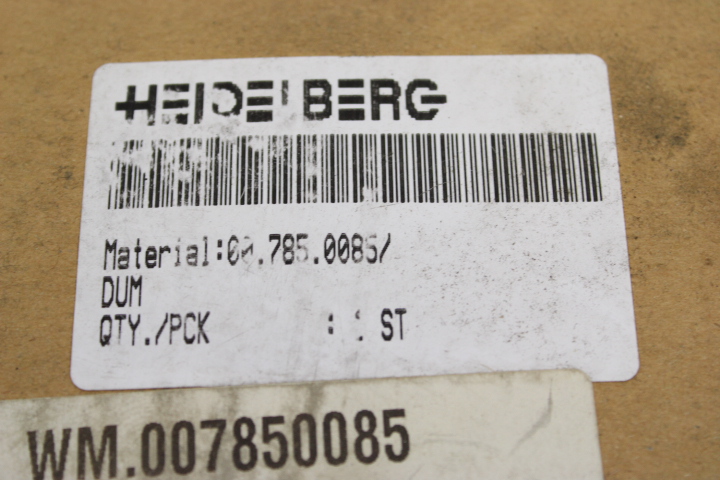 HEIDELBERG
Material:00.785.0085/
DUM
QTY./PCK : 1 ST
WM.007850085